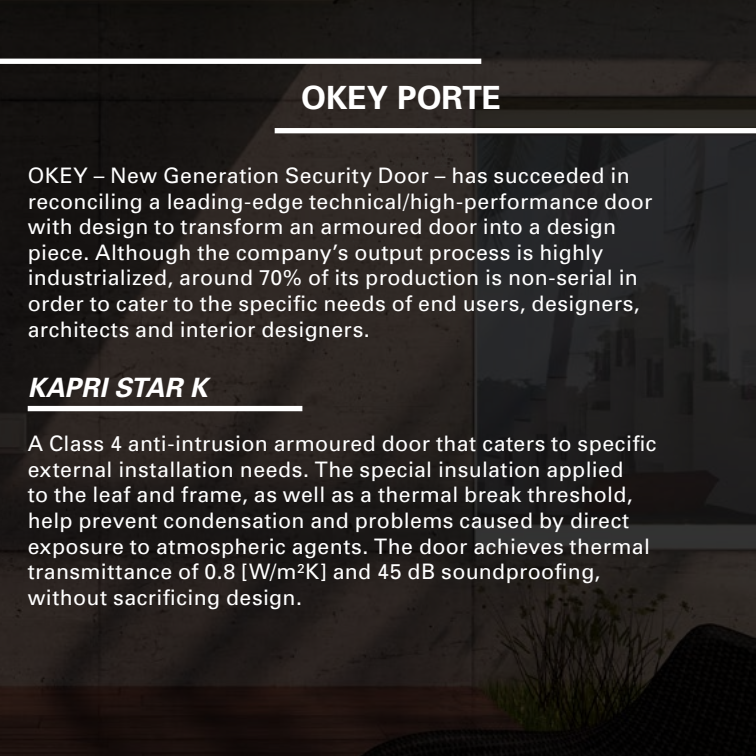 OKEY PORTE
OKEY – New Generation Security Door – has succeeded in
reconciling a leading-edge technical/high-performance door
with design to transform an armoured door into a design
piece. Although the company’s output process is highly
industrialized, around 70% of its production is non-serial in
order to cater to the specific needs of end users, designers,
architects and interior designers.
KAPRI STAR K
A Class 4 anti-intrusion armoured door that caters to specific
external installation needs. The special insulation applied
to the leaf and frame, as well as a thermal break threshold,
help prevent condensation and problems caused by direct
exposure to atmospheric agents. The door achieves thermal
transmittance of 0.8 [W/m²K] and 45 dB soundproofing,
without sacrificing design.